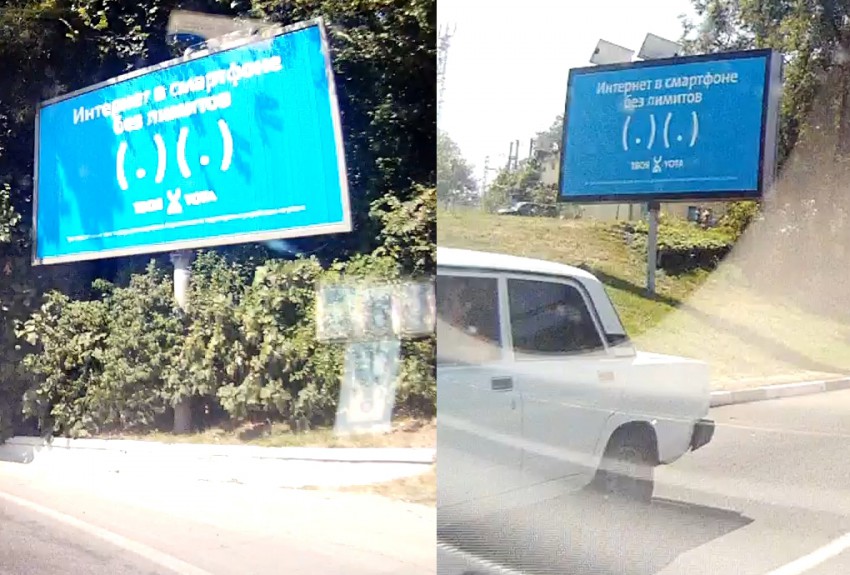 Интернет в смартфоне
без лимитов
(.)(.)
ТВОЯ YOTA
Интернет в смартфоне
без лимитов
(.)(.)
ТВОЯ YOTA